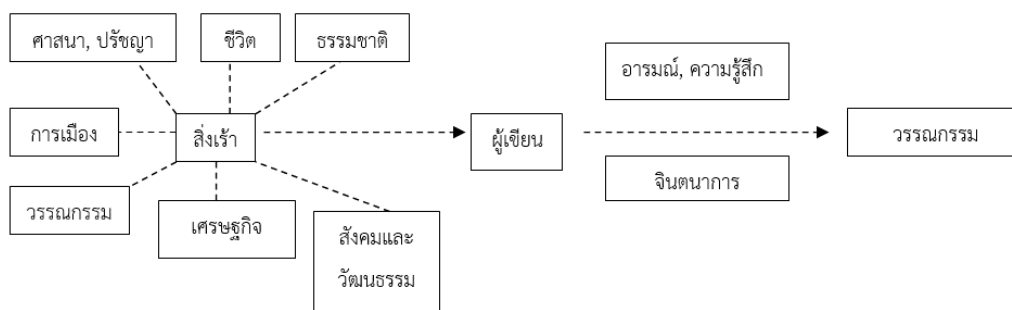 ศาสนา, ปรัชญา
ชีวิต
ธรรมชาติ
อารมณ์, ความรู้สึก
การเมือง
สิ่งเร้า
ผู้เขียน
วรรณกรรม
จินตนาการ
วรรณกรรม
เศรษฐกิจ
สังคมและ
วัฒนธรรม